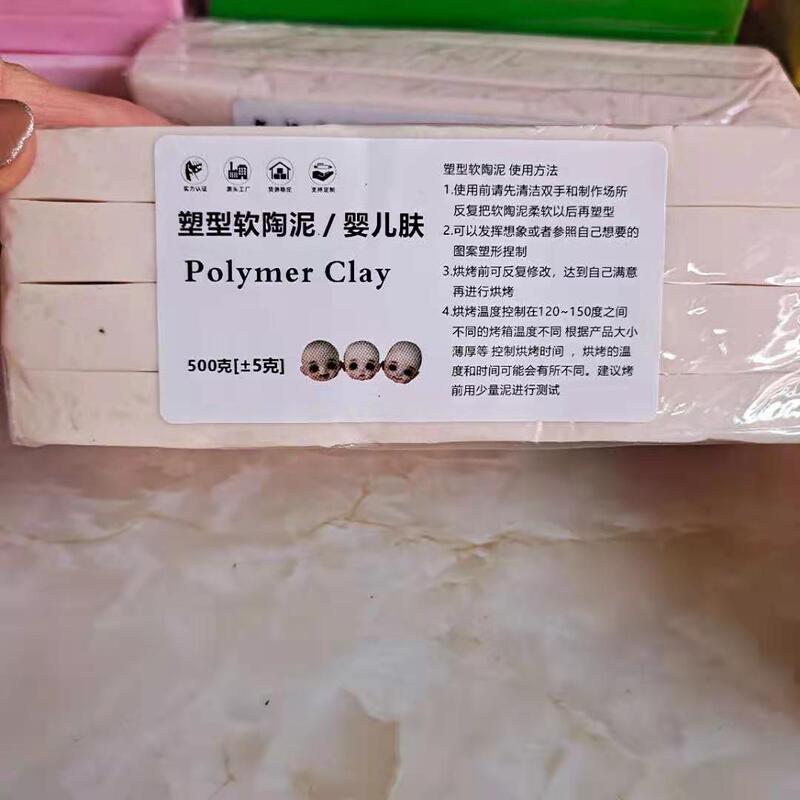 实力认证 源头工厂 货源稳定 支持定制
塑型软陶泥 / 婴儿肤
Polymer Clay
500克[±5克]
塑型软陶泥 使用方法
1.使用前请先清洁双手和制作场所
反复把软陶泥柔软以后再塑型
2.可以发挥想象或者参照自己想要的
图案塑形捏制
3.烘烤前可反复修改，达到自己满意
再进行烘烤
4.烘烤温度控制在120~150度之间
不同的烤箱温度不同 根据产品大小
薄厚等 控制烘烤时间 ，烘烤的温
度和时间可能会有所不同。建议烤
前用少量泥进行测试